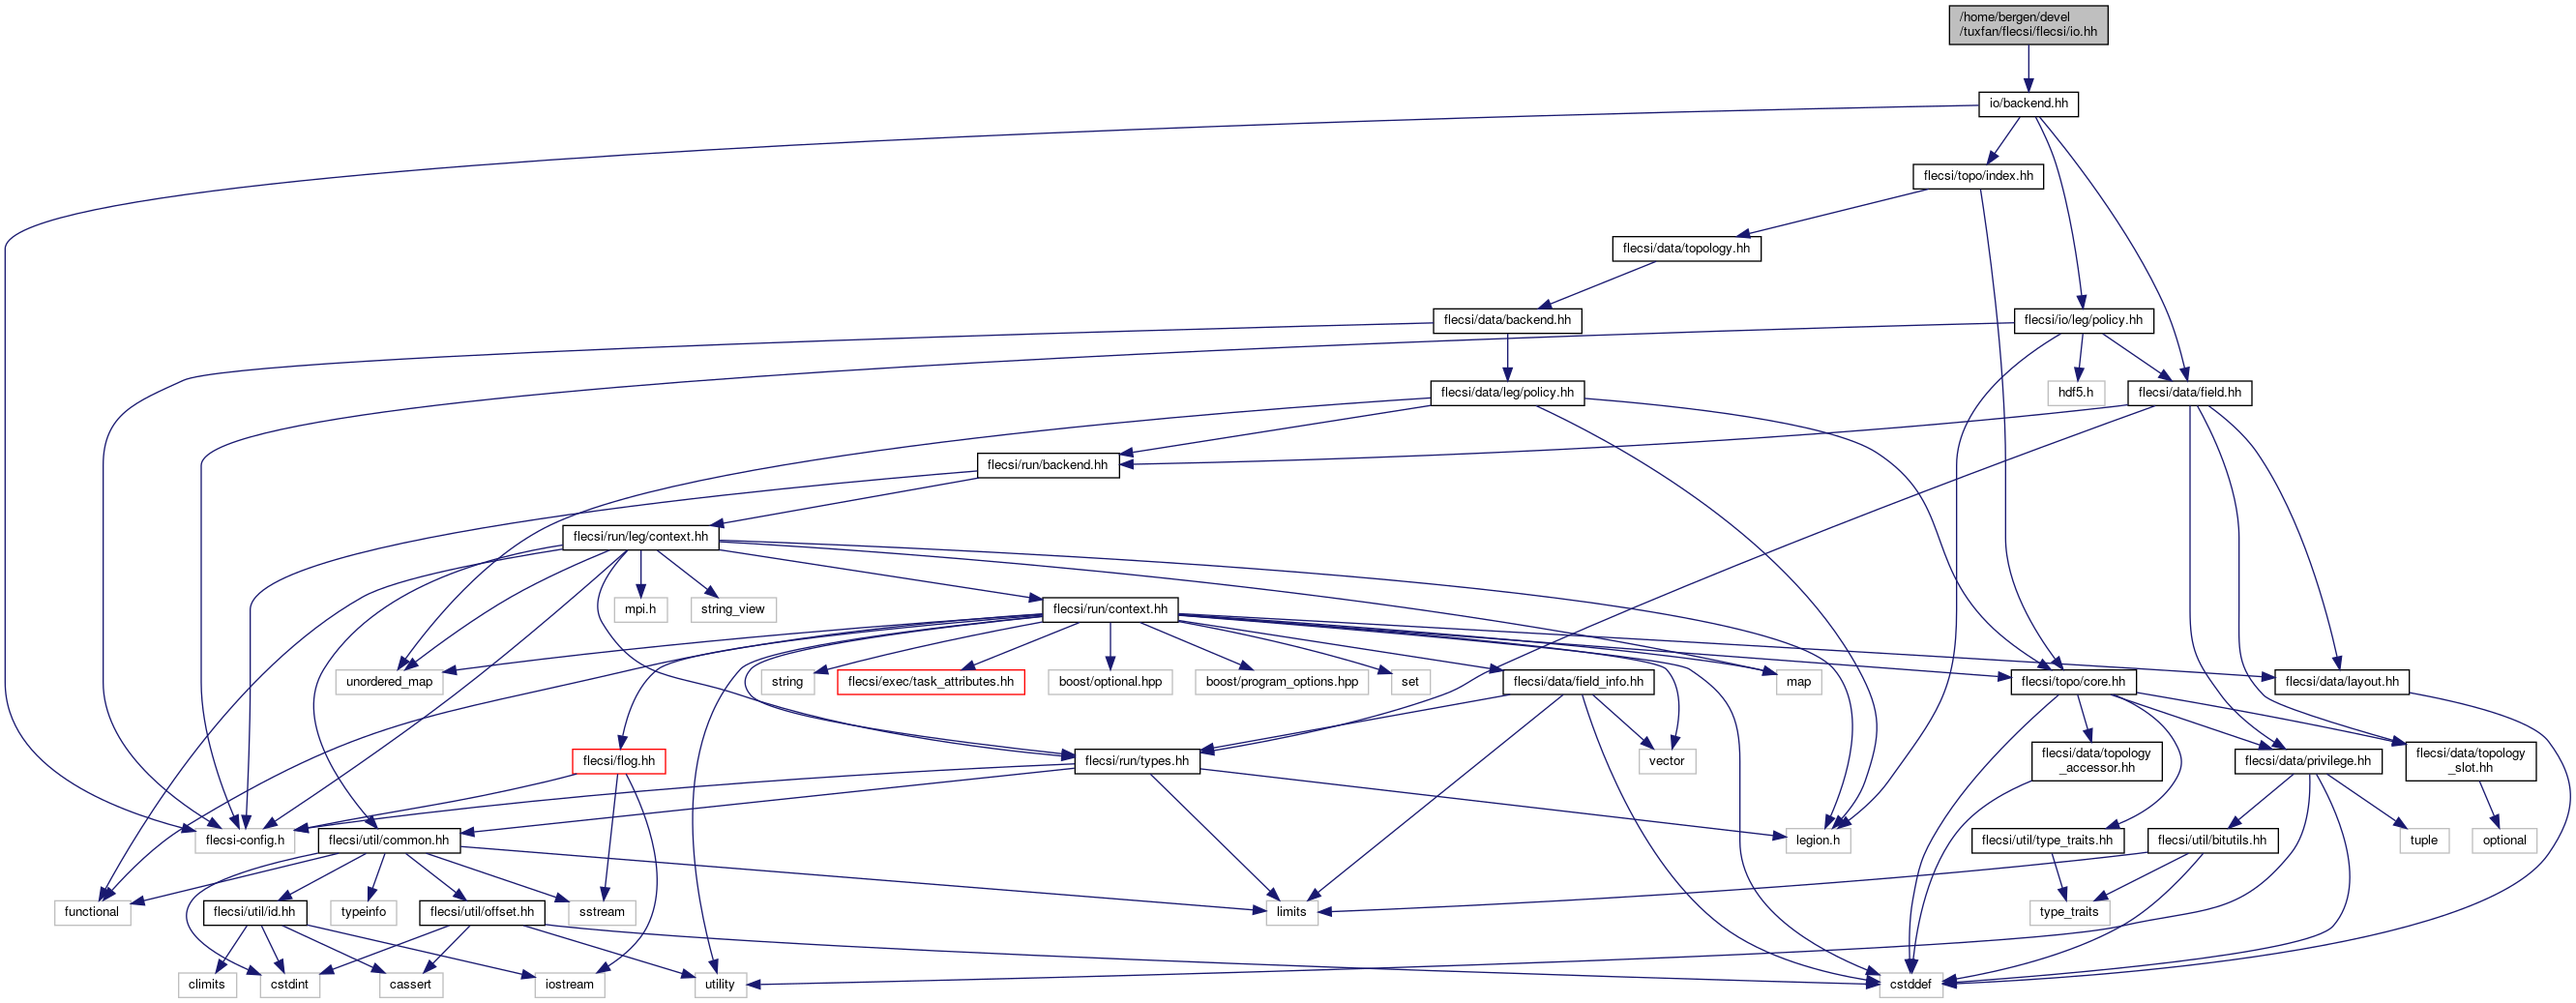 /home/bergen/devel
/tuxfan/flecsi/flecsi/io.hh
io/backend.hh
flecsi/topo/index.hh
flecsi/data/topology.hh
flecsi/data/backend.hh
flecsi/io/leg/policy.hh
flecsi/data/leg/policy.hh
hdf5.h
flecsi/data/field.hh
flecsi/run/backend.hh
flecsi/run/leg/context.hh
mpi.h
string_view
flecsi/run/context.hh
unordered_map
string
flecsi/exec/task_attributes.hh
boost/optional.hpp
boost/program_options.hpp
set
flecsi/data/field_info.hh
map
flecsi/topo/core.hh
flecsi/data/layout.hh
flecsi/flog.hh
flecsi/run/types.hh
vector
flecsi/data/topology
_accessor.hh
flecsi/data/privilege.hh
flecsi/data/topology
_slot.hh
flecsi-config.h
flecsi/util/common.hh
legion.h
flecsi/util/type_traits.hh
flecsi/util/bitutils.hh
tuple
optional
functional
flecsi/util/id.hh
typeinfo
flecsi/util/offset.hh
sstream
limits
type_traits
climits
cstdint
cassert
iostream
utility
cstddef